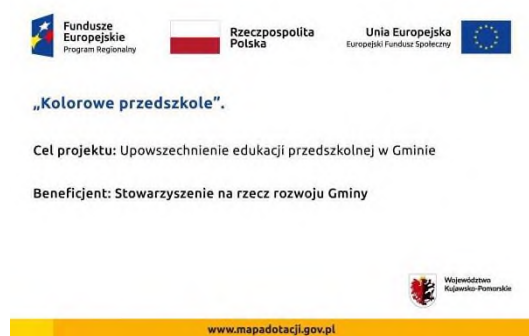 Fundusze
Europejskie
Program Regionalny
Rzeczpospolita
Polska
Unia Europejska
Europejski Fundusz Społeczny
„Kolorowe przedszkole”.
Cel projektu: Upowszechnienie edukacji przedszkolnej w Gminie
Beneficjent: Stowarzyszenie na rzecz rozwoju Gminy
Województwo
Kujawsko-Pomorskie
www.mapadotacji.gov.pl